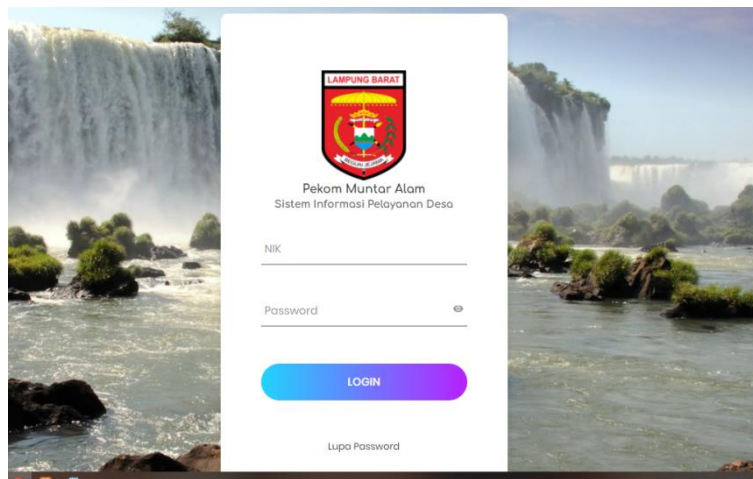 LAMPUNG BARAT
Pekom Muntar Alam
Sistem Informasi Pelayanan Desa
NIK
Password
LOGIN
Lupa Password